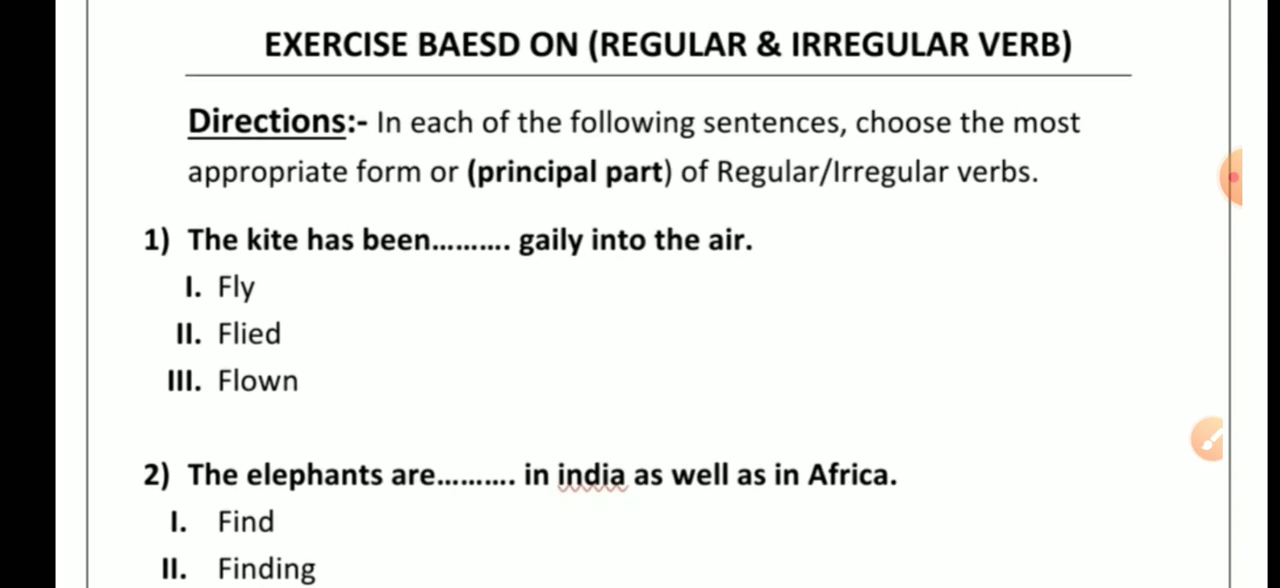 EXERCISE BAESD ON (REGULAR & IRREGULAR VERB)
Directions:- In each of the following sentences, choose the most
appropriate form or (principal part) of Regular/Irregular verbs.
1) The kite has been.......... gaily into the air.
I. Fly
II. Flied
III. Flown
2) The elephants are.......... in india as well as in Africa.
I. Find
II. Finding